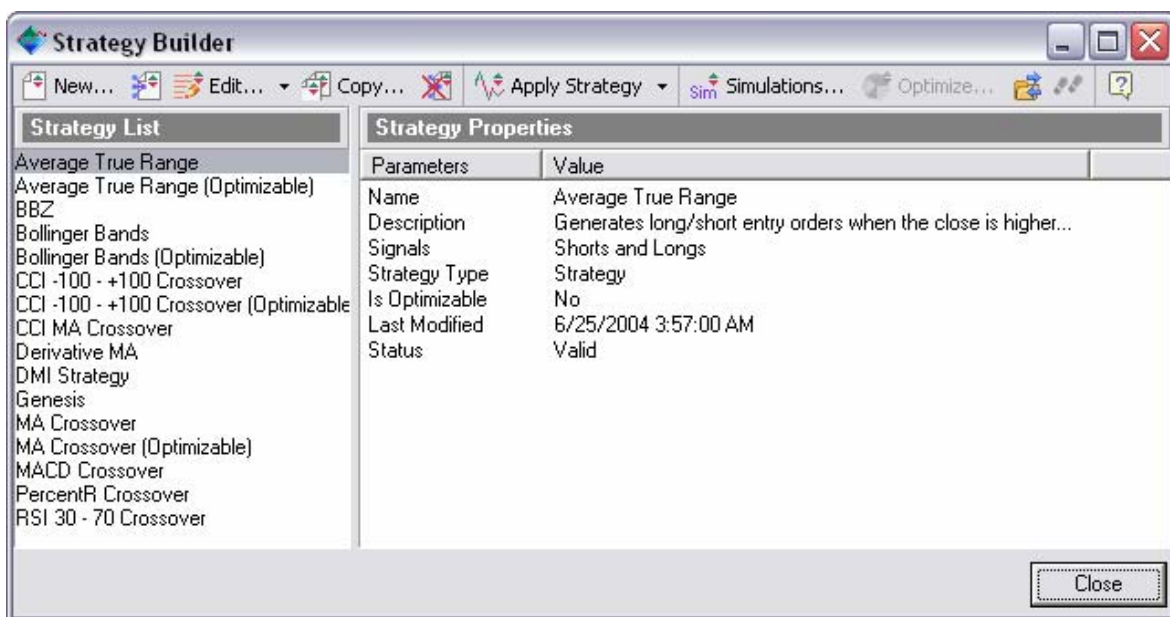 Strategy Builder
New... Edit... Copy... Apply Strategy Sim Simulations... Optimize...
Strategy List
Average True Range
Average True Range (Optimizable)
BBZ
Bollinger Bands
Bollinger Bands (Optimizable)
CCI -100 - +100 Crossover
CCI -100 - +100 Crossover (Optimizable
CCI MA Crossover
Derivative MA
DMI Strategy
Genesis
MA Crossover
MA Crossover (Optimizable)
MACD Crossover
PercentR Crossover
RSI 30 - 70 Crossover
Strategy Properties
Parameters Value
Name Average True Range
Description Generates long/short entry orders when the close is higher...
Signals Shorts and Longs
Strategy Type Strategy
Is Optimizable No
Last Modified 6/25/2004 3:57:00 AM
Status Valid
Close